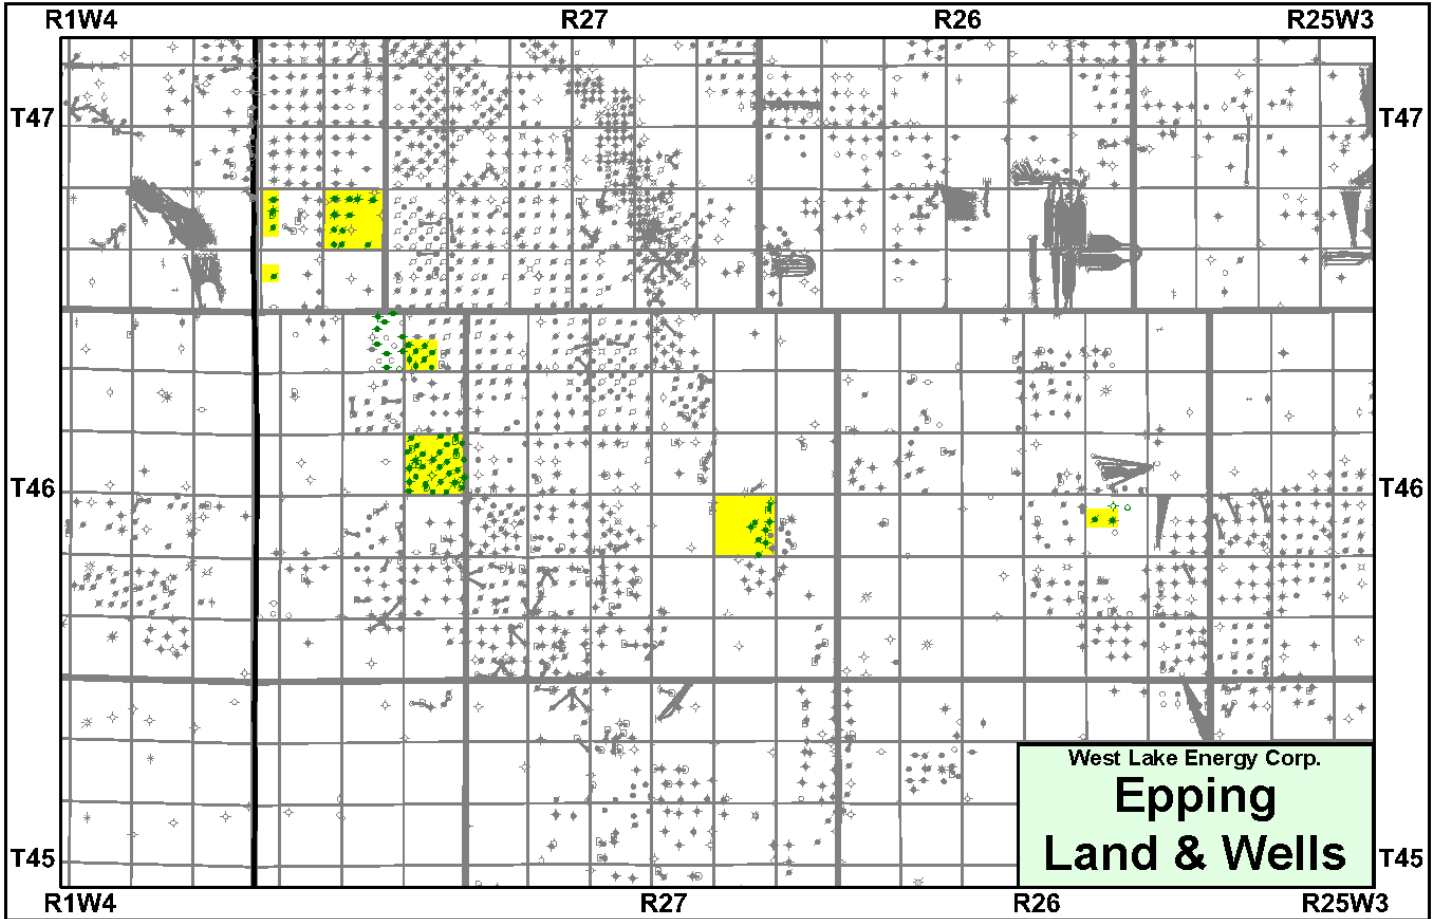 R1W4 R27 R26 R25W3
T47 T47
T46 T46
West Lake Energy Corp.
Epping
Land & Wells
T45 T45
R1W4 R27 R26 R25W3